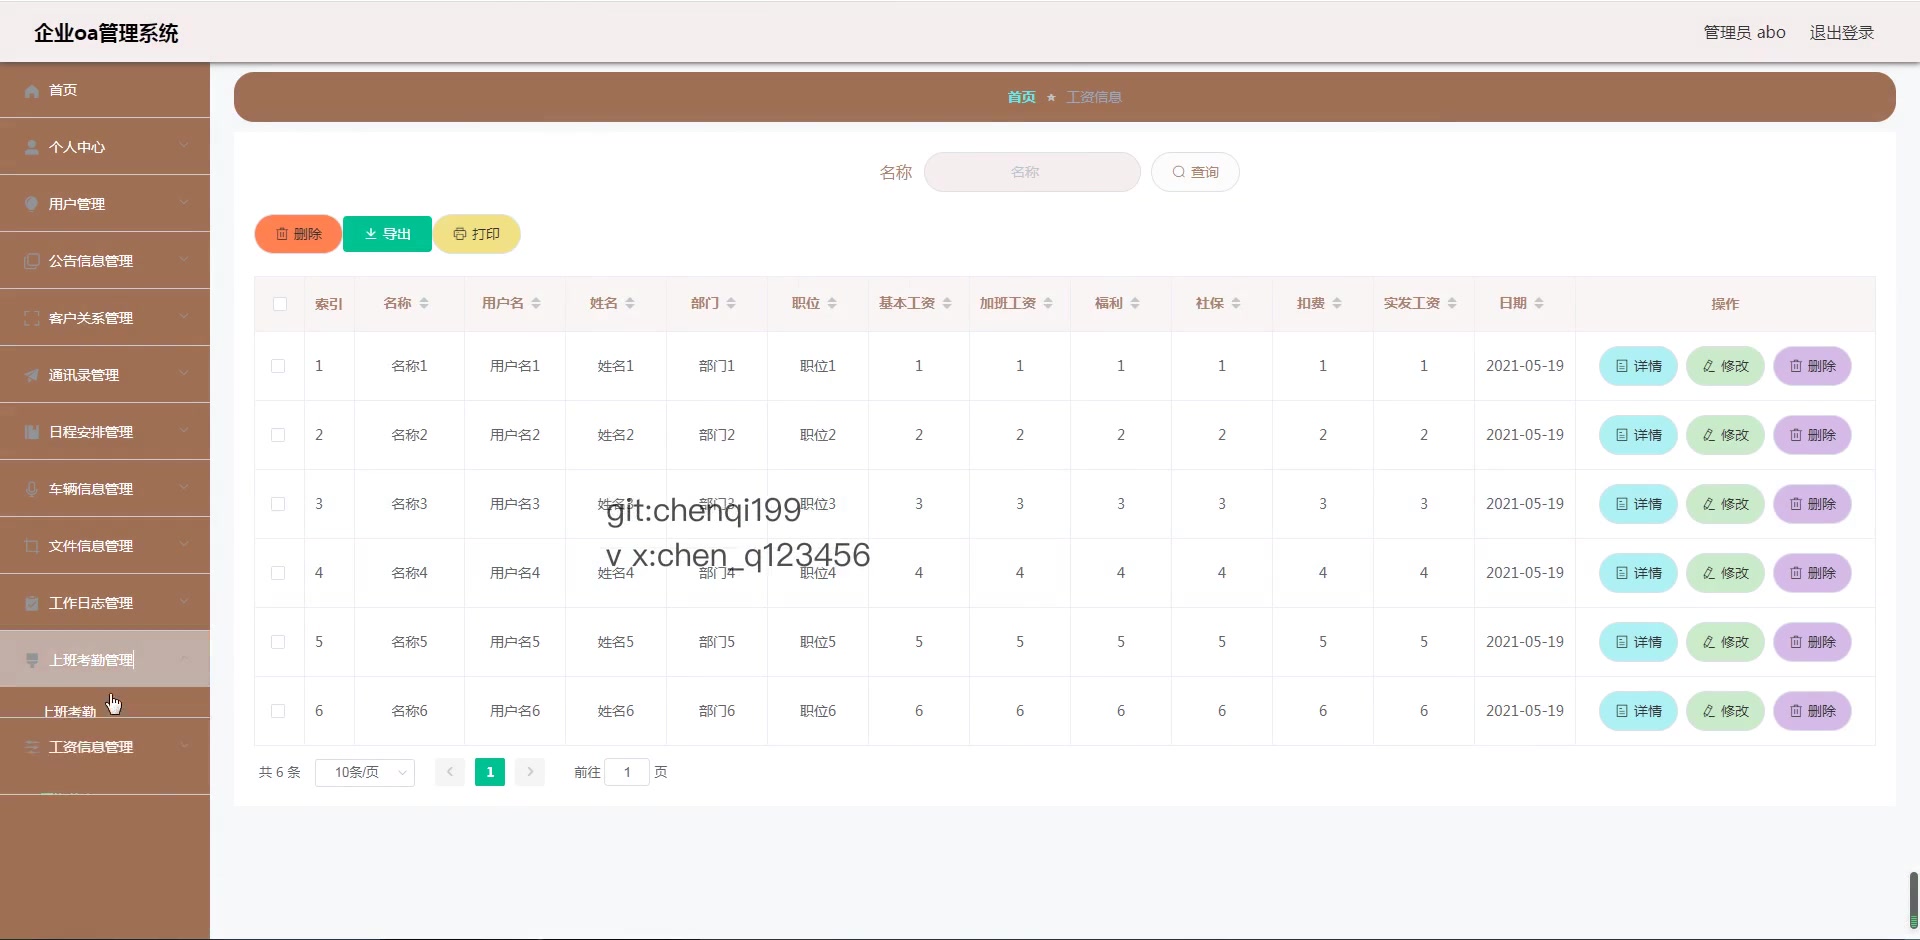 企业oa管理系统
管理员 abo 退出登录
首页
个人中心
用户管理
公告信息管理
客户关系管理
通讯录管理
日程安排管理
车辆信息管理
文件信息管理
工作日志管理
上班考勤管理
上班考勤
工资信息管理
首页 工资信息
名称 名称 查询
删除 导出 打印
索引 名称 用户名 姓名 部门 职位 基本工资 加班工资 福利 社保 扣费 实发工资 日期 操作
1 名称1 用户名1 姓名1 部门1 职位1 1 1 1 1 1 1 2021-05-19 详情 修改 删除
2 名称2 用户名2 姓名2 部门2 职位2 2 2 2 2 2 2 2021-05-19 详情 修改 删除
3 名称3 用户名3 姓名3 部门3 职位3 3 3 3 3 3 3 2021-05-19 详情 修改 删除
git:chenqi199
v x:chen_q123456
4 名称4 用户名4 姓名4 部门4 职位4 4 4 4 4 4 4 2021-05-19 详情 修改 删除
5 名称5 用户名5 姓名5 部门5 职位5 5 5 5 5 5 5 2021-05-19 详情 修改 删除
6 名称6 用户名6 姓名6 部门6 职位6 6 6 6 6 6 6 2021-05-19 详情 修改 删除
共 6 条 10条/页 1 前往 1 页